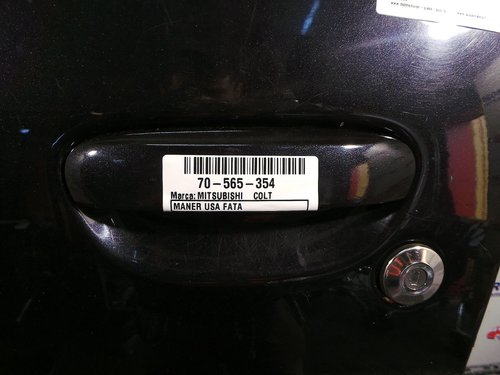 70-565-354
Marca: MITSUBISHI COLT
MANER USA FATA